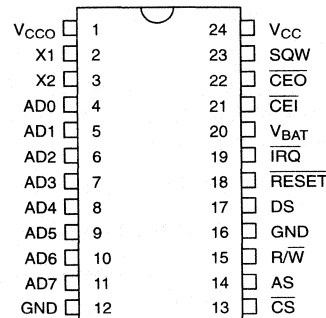 VCCO 1 24 VCC
X1 2 23 SQW
X2 3 22 CEO
AD0 4 21 CEI
AD1 5 20 VBAT
AD2 6 19 IRQ
AD3 7 18 RESET
AD4 8 17 DS
AD5 9 16 GND
AD6 10 15 R/W
AD7 11 14 AS
GND 12 13 CS